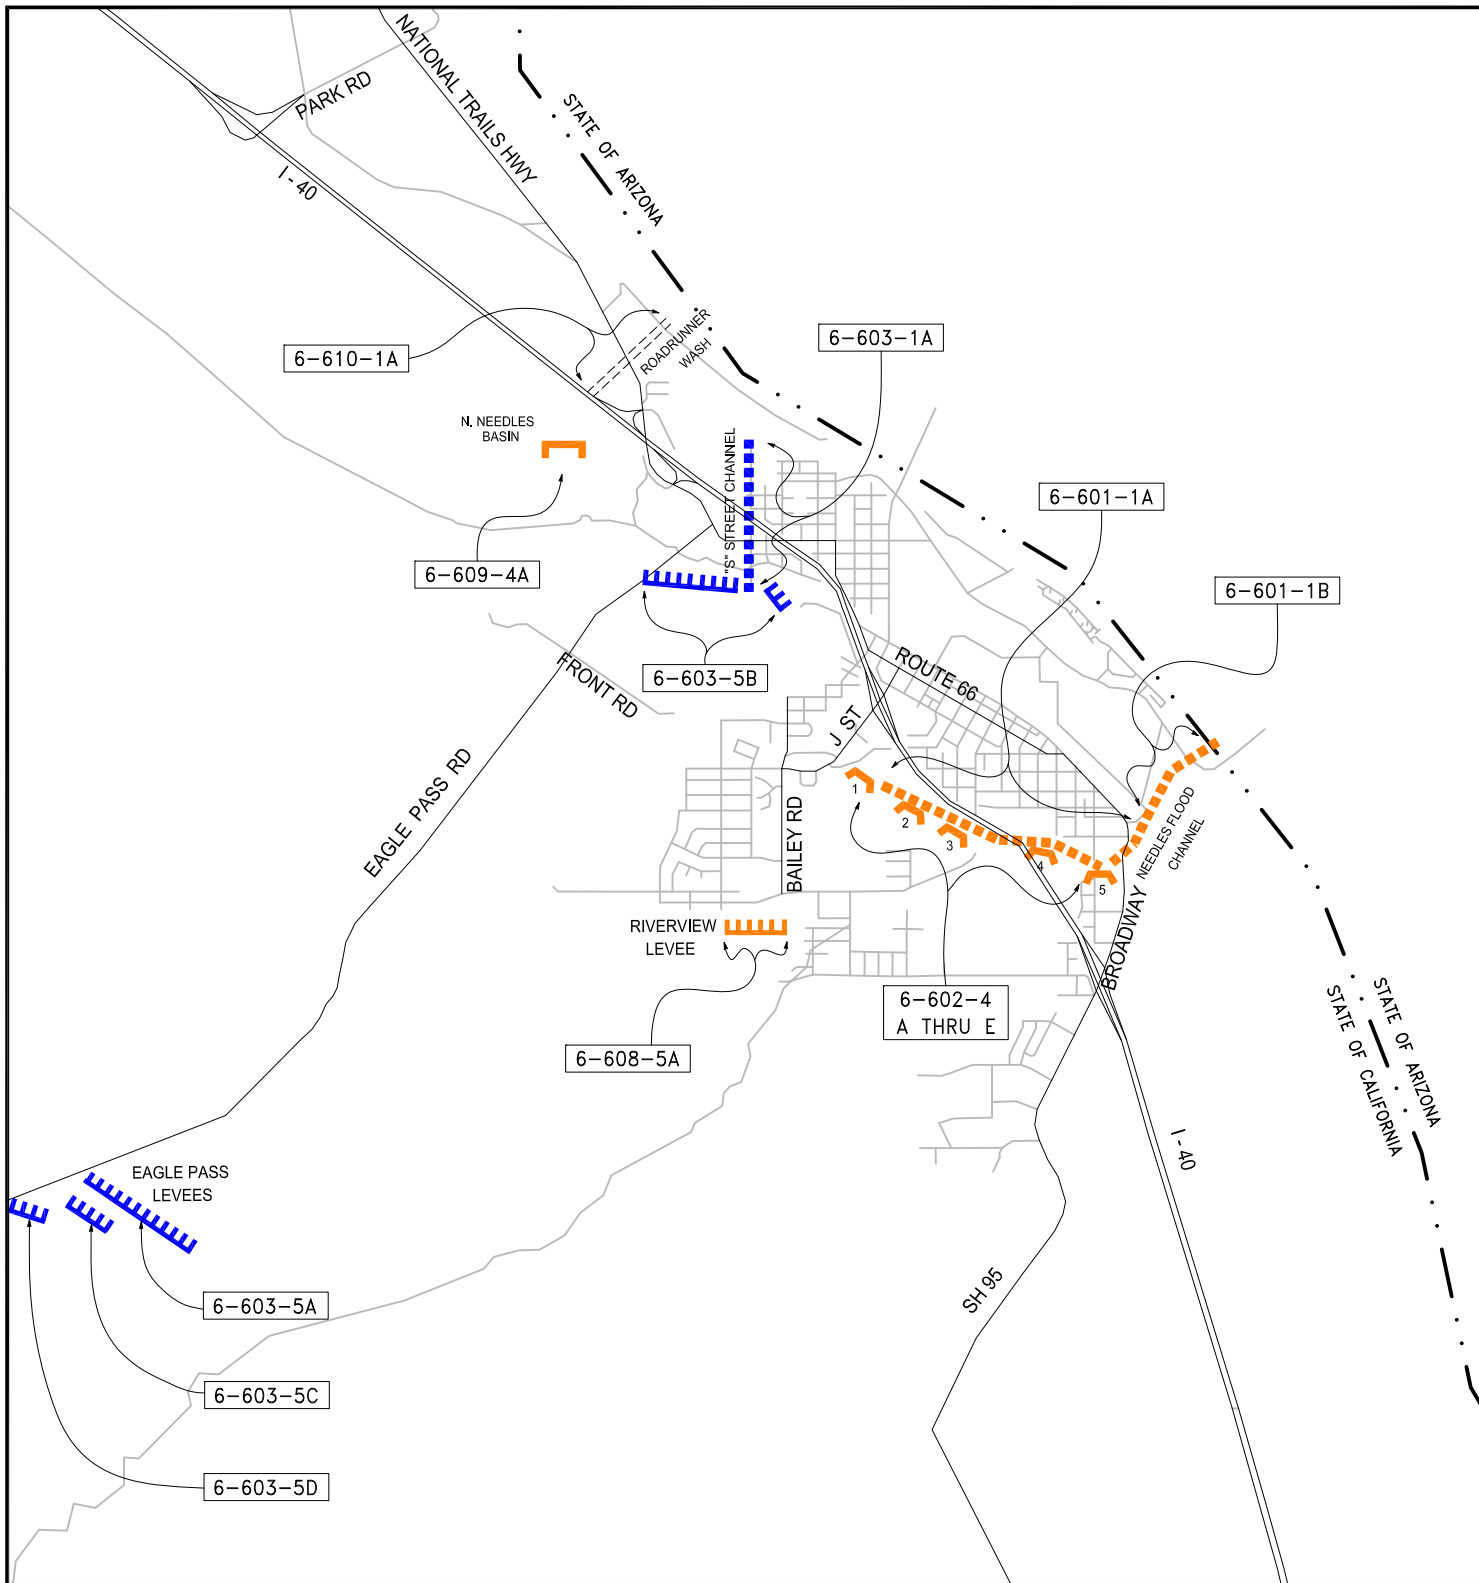 NATIONAL TRAILS HWY
PARK RD
I-40
STATE OF ARIZONA
6-610-1A
ROADRUNNER
WASH
6-603-1A
N. NEEDLES
BASIN
"S" STREET CHANNEL
6-601-1A
6-609-4A
6-601-1B
6-603-5B
FRONT RD
ROUTE 66
J ST
EAGLE PASS RD
BAILEY RD
1
2
3
4
5
NEEDLES FLOOD
CHANNEL
BROADWAY
RIVERVIEW
LEVEE
6-602-4
A THRU E
6-608-5A
STATE OF ARIZONA
STATE OF CALIFORNIA
I-40
EAGLE PASS
LEVEES
SH 95
6-603-5A
6-603-5C
6-603-5D